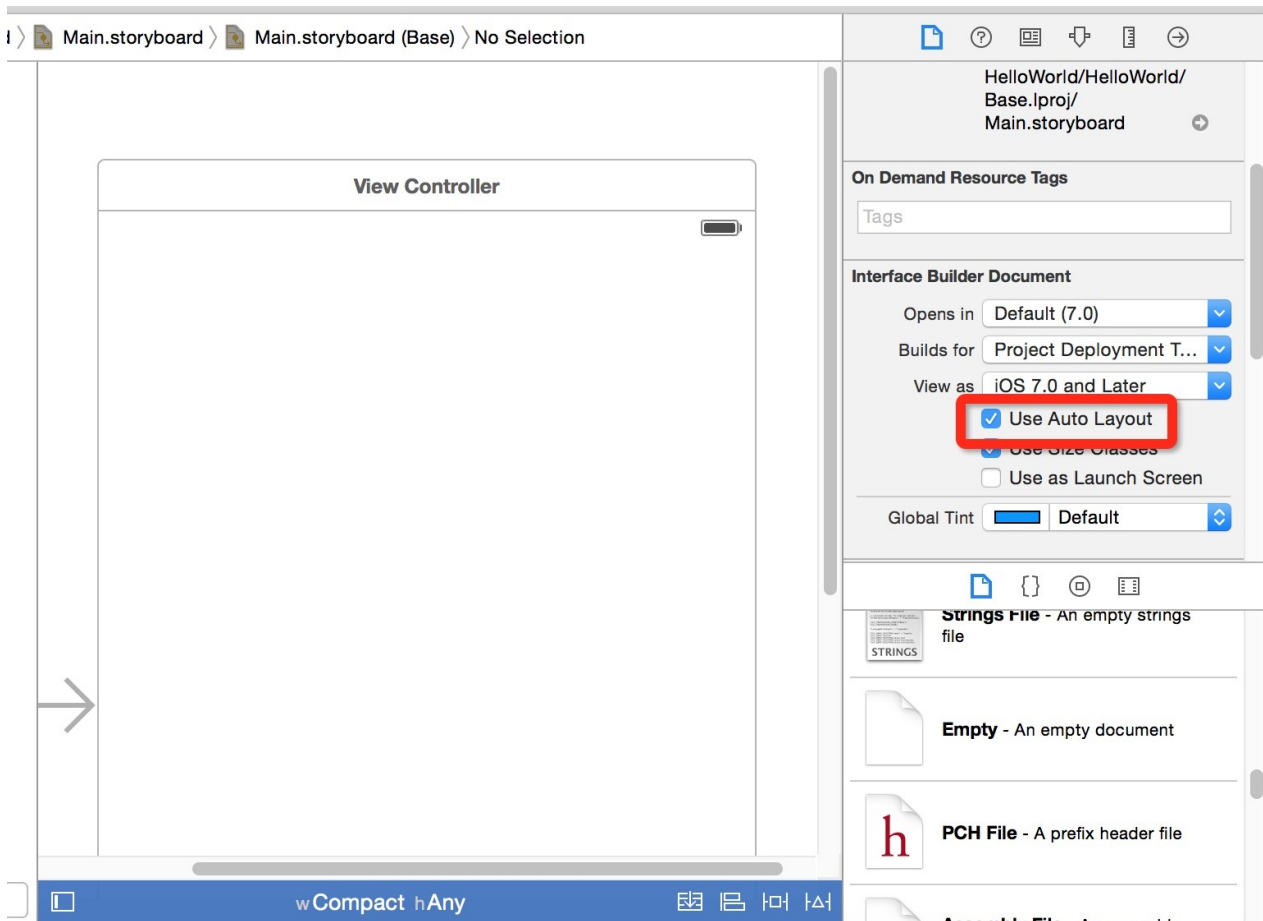 Main.storyboard
Main.storyboard (Base)
No Selection
HelloWorld/HelloWorld/
Base.lproj/
Main.storyboard
View Controller
On Demand Resource Tags
Tags
Interface Builder Document
Opens in Default (7.0)
Builds for Project Deployment T...
View as iOS 7.0 and Later
Use Auto Layout
Use Size Classes
Use as Launch Screen
Global Tint Default
Strings File - An empty strings
file
STRINGS
Empty - An empty document
h
PCH File - A prefix header file
wCompact hAny